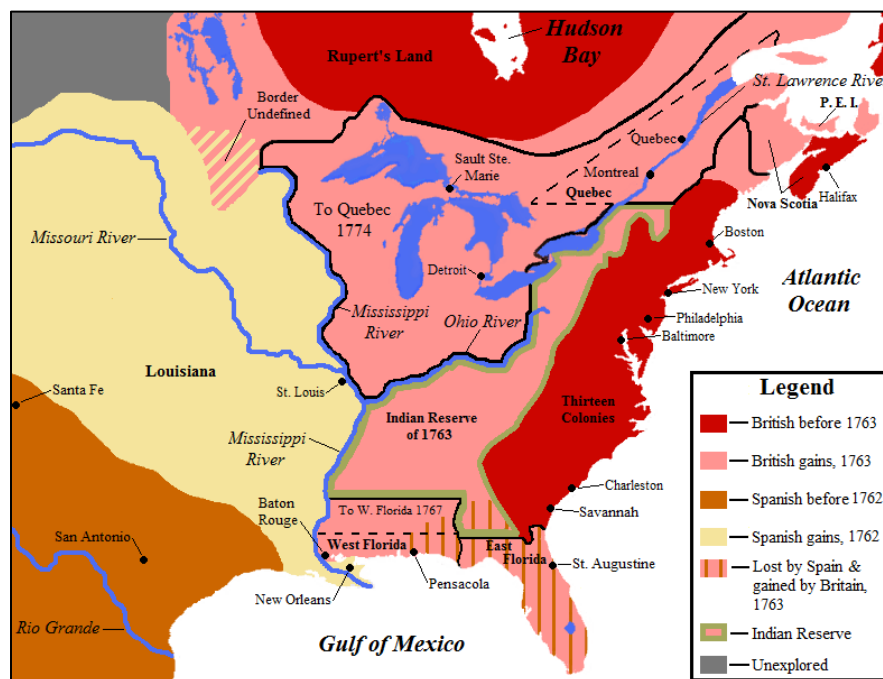 Hudson
Bay
Rupert's Land
St. Lawrence River
P. E. I.
Border
Undefined
Quebec
Sault Ste.
Marie
Montreal
Quebec
Nova Scotia
Halifax
To Quebec
1774
Missouri River
Boston
Detroit
Atlantic
Ocean
New York
Mississippi
River
Ohio River
Philadelphia
Baltimore
Louisiana
St. Louis
Santa Fe
Thirteen
Colonies
Indian Reserve
of 1763
Mississippi
River
Charleston
Savannah
To W. Florida 1767
Baton
Rouge
San Antonio
West Florida
East
Florida
St. Augustine
Pensacola
New Orleans
Rio Grande
Gulf of Mexico
Legend
British before 1763
British gains, 1763
Spanish before 1762
Spanish gains, 1762
Lost by Spain &
gained by Britain,
1763
Indian Reserve
Unexplored